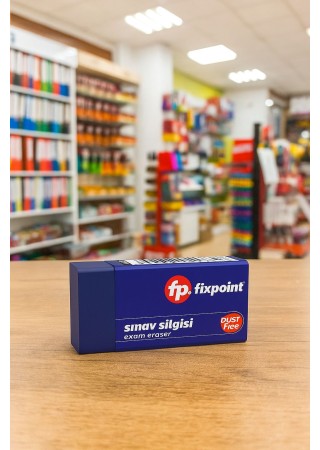 fp. fixpoint
sınav silgisi
exam eraser
DUST
Free